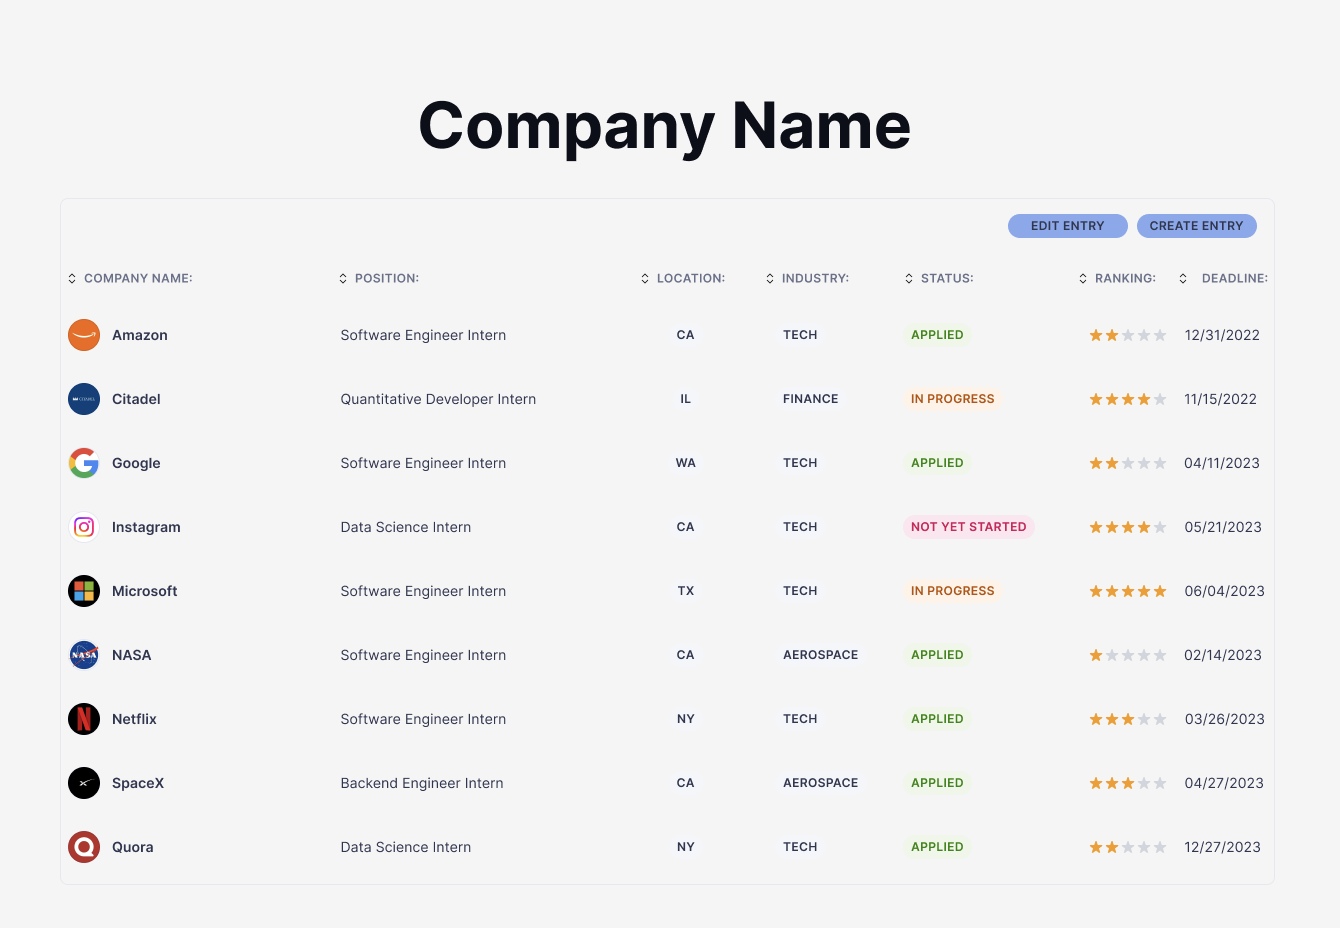 Company Name
EDIT ENTRY CREATE ENTRY
COMPANY NAME: POSITION: LOCATION: INDUSTRY: STATUS: RANKING: DEADLINE:
Amazon Software Engineer Intern CA TECH APPLIED 12/31/2022
Citadel Quantitative Developer Intern IL FINANCE IN PROGRESS 11/15/2022
Google Software Engineer Intern WA TECH APPLIED 04/11/2023
Instagram Data Science Intern CA TECH NOT YET STARTED 05/21/2023
Microsoft Software Engineer Intern TX TECH IN PROGRESS 06/04/2023
NASA NASA Software Engineer Intern CA AEROSPACE APPLIED 02/14/2023
Netflix Software Engineer Intern NY TECH APPLIED 03/26/2023
SpaceX Backend Engineer Intern CA AEROSPACE APPLIED 04/27/2023
Quora Data Science Intern NY TECH APPLIED 12/27/2023